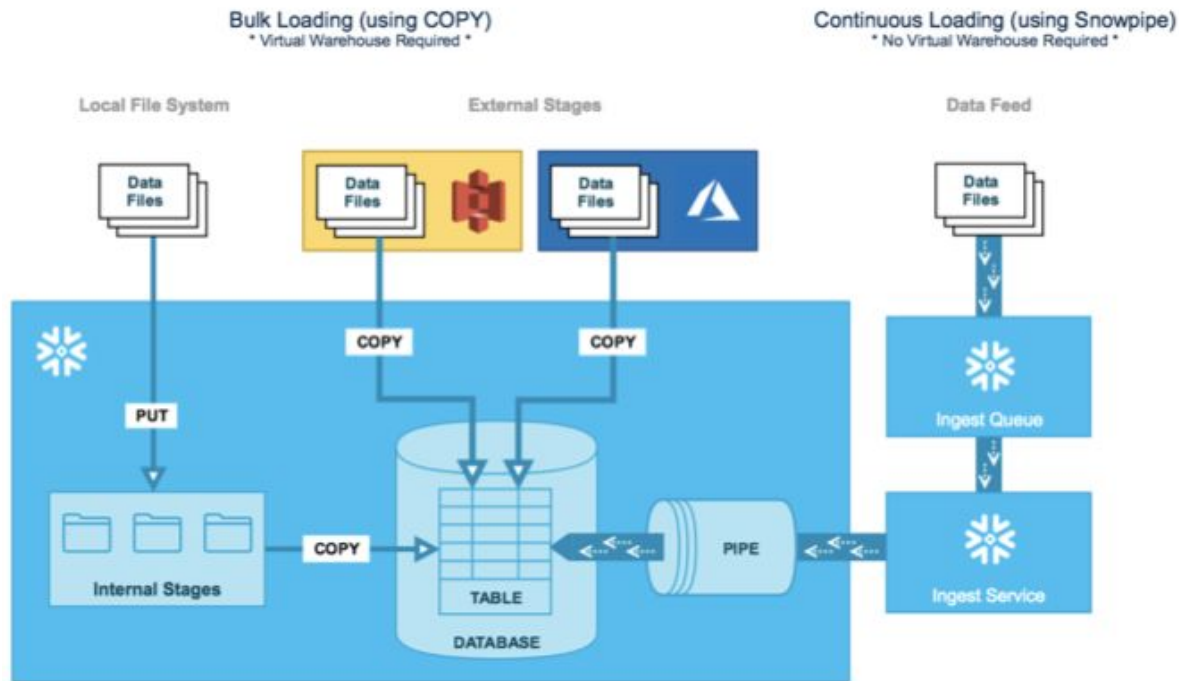 Bulk Loading (using COPY)
* Virtual Warehouse Required *
Continuous Loading (using Snowpipe)
* No Virtual Warehouse Required *
Local File System
External Stages
Data Feed
Data
Files
Data
Files
Data
Files
Data
Files
COPY
COPY
PUT
Ingest Queue
Internal Stages
COPY
TABLE
DATABASE
PIPE
Ingest Service